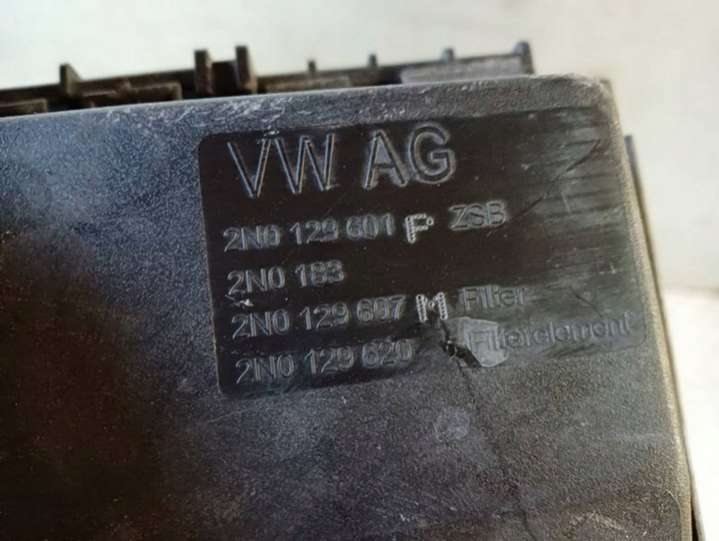 VW AG
2N0 129 601 F ZSB
2N0 183
2N0 129 607 M Filter
2N0 129 620 Filterelement